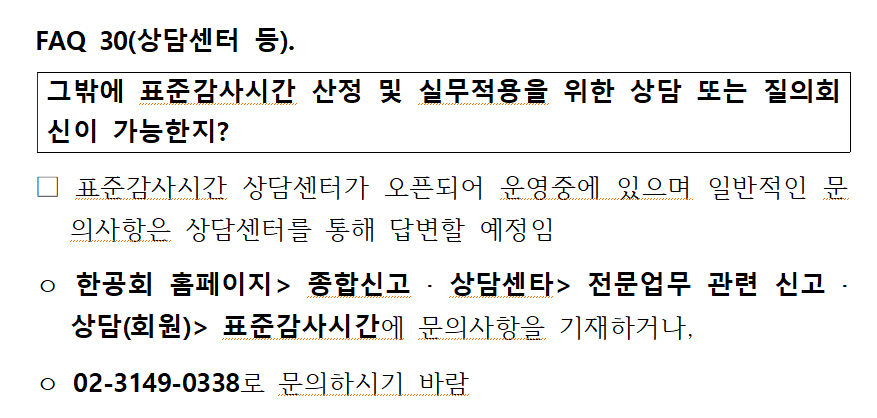 FAQ 30(상담센터 등).
그밖에 표준감사시간 산정 및 실무적용을 위한 상담 또는 질의회
신이 가능한지?
□ 표준감사시간 상담센터가 오픈되어 운영중에 있으며 일반적인 문
의사항은 상담센터를 통해 답변할 예정임
ㅇ 한공회 홈페이지> 종합신고 · 상담센타> 전문업무 관련 신고 ·
상담(회원)> 표준감사시간에 문의사항을 기재하거나,
ㅇ 02-3149-0338로 문의하시기 바람